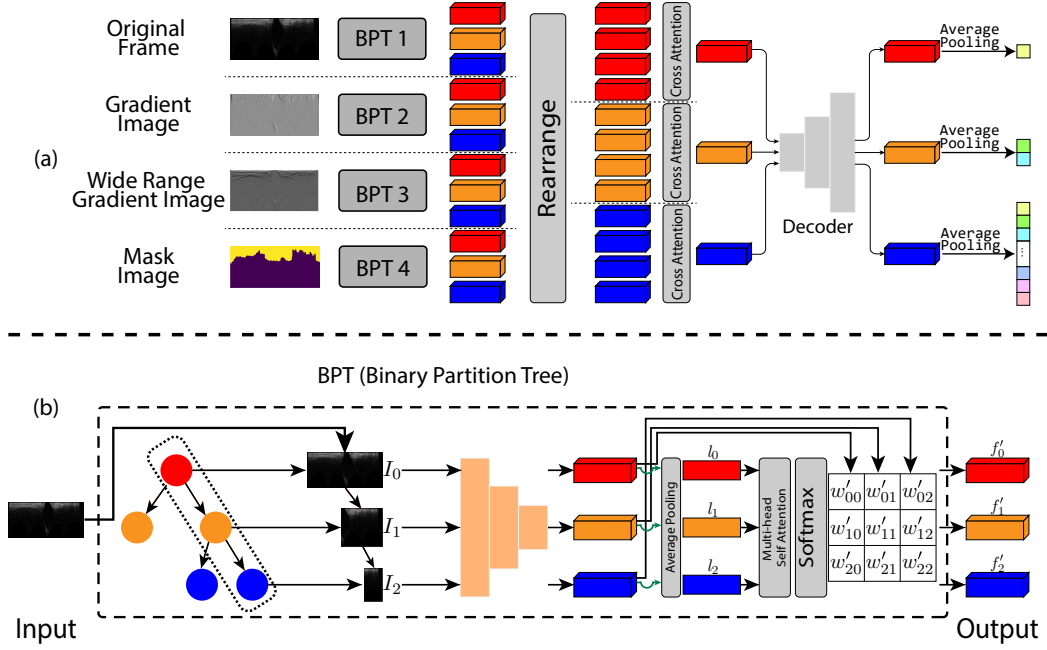 (a)
Original
Frame
BPT 1
Gradient
Image
BPT 2
Wide Range
Gradient Image
BPT 3
Mask
Image
BPT 4
Rearrange
Cross Attention
Cross Attention
Cross Attention
Decoder
Average
Pooling
Average
Pooling
Average
Pooling
...
BPT (Binary Partition Tree)
(b)
Input
I₀
I₁
I₂
Average Pooling
l₀
l₁
l₂
Multi-head
Self Attention
Softmax
w′₀₀ w′₀₁ w′₀₂
w′₁₀ w′₁₁ w′₁₂
w′₂₀ w′₂₁ w′₂₂
f′₀
f′₁
f′₂
Output